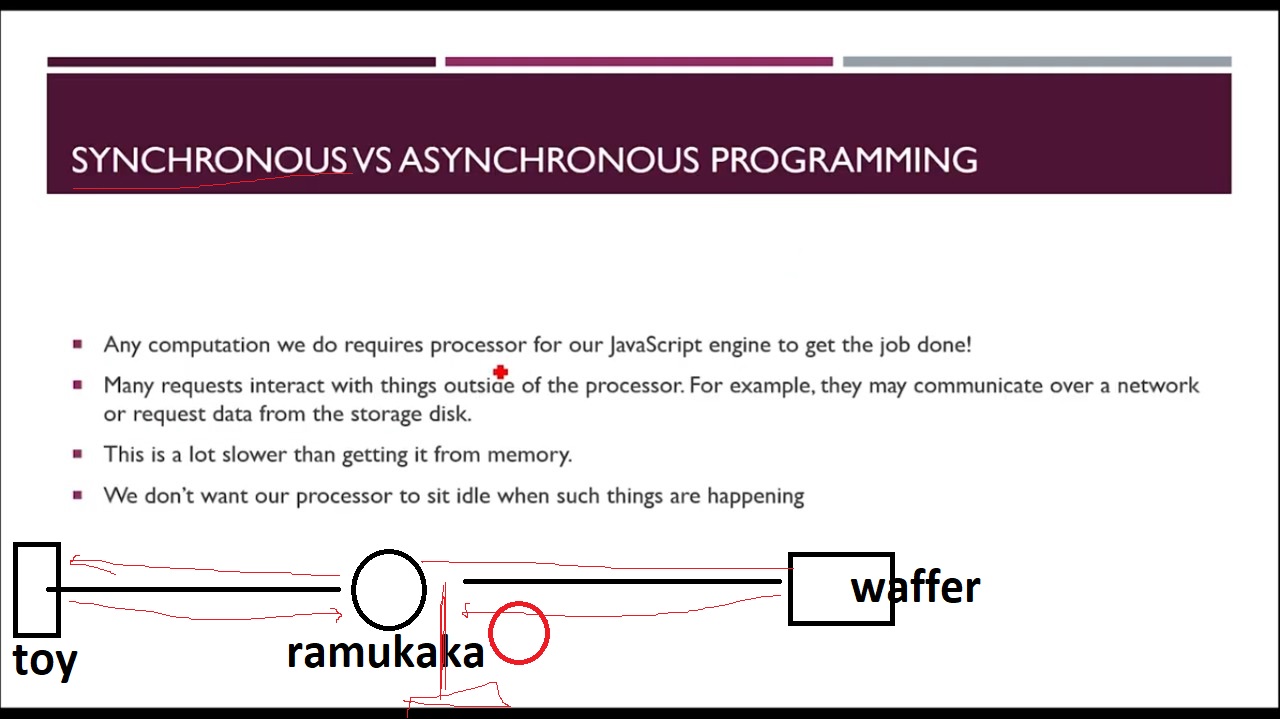 SYNCHRONOUS VS ASYNCHRONOUS PROGRAMMING
Any computation we do requires processor for our JavaScript engine to get the job done!
Many requests interact with things outside of the processor. For example, they may communicate over a network
or request data from the storage disk.
This is a lot slower than getting it from memory.
We don't want our processor to sit idle when such things are happening
waffer
toy
ramukaka